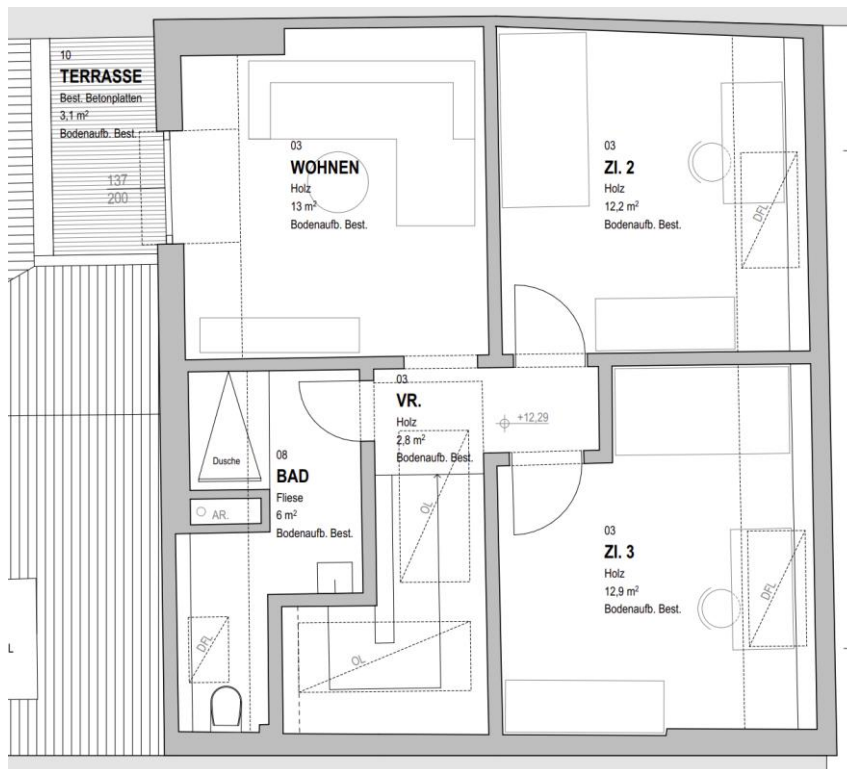 10
TERRASSE
Best. Betonplatten
3,1 m²
Bodenaufb. Best.
137
200
03
WOHNEN
Holz
13 m²
Bodenaufb. Best.
03
ZI. 2
Holz
12,2 m²
Bodenaufb. Best.
DFL
03
VR.
Holz
2,8 m²
Bodenaufb. Best.
+12,29
OL
Dusche
08
BAD
Fliese
6 m²
Bodenaufb. Best.
AR.
DFL
OL
03
ZI. 3
Holz
12,9 m²
Bodenaufb. Best.
DFL
L